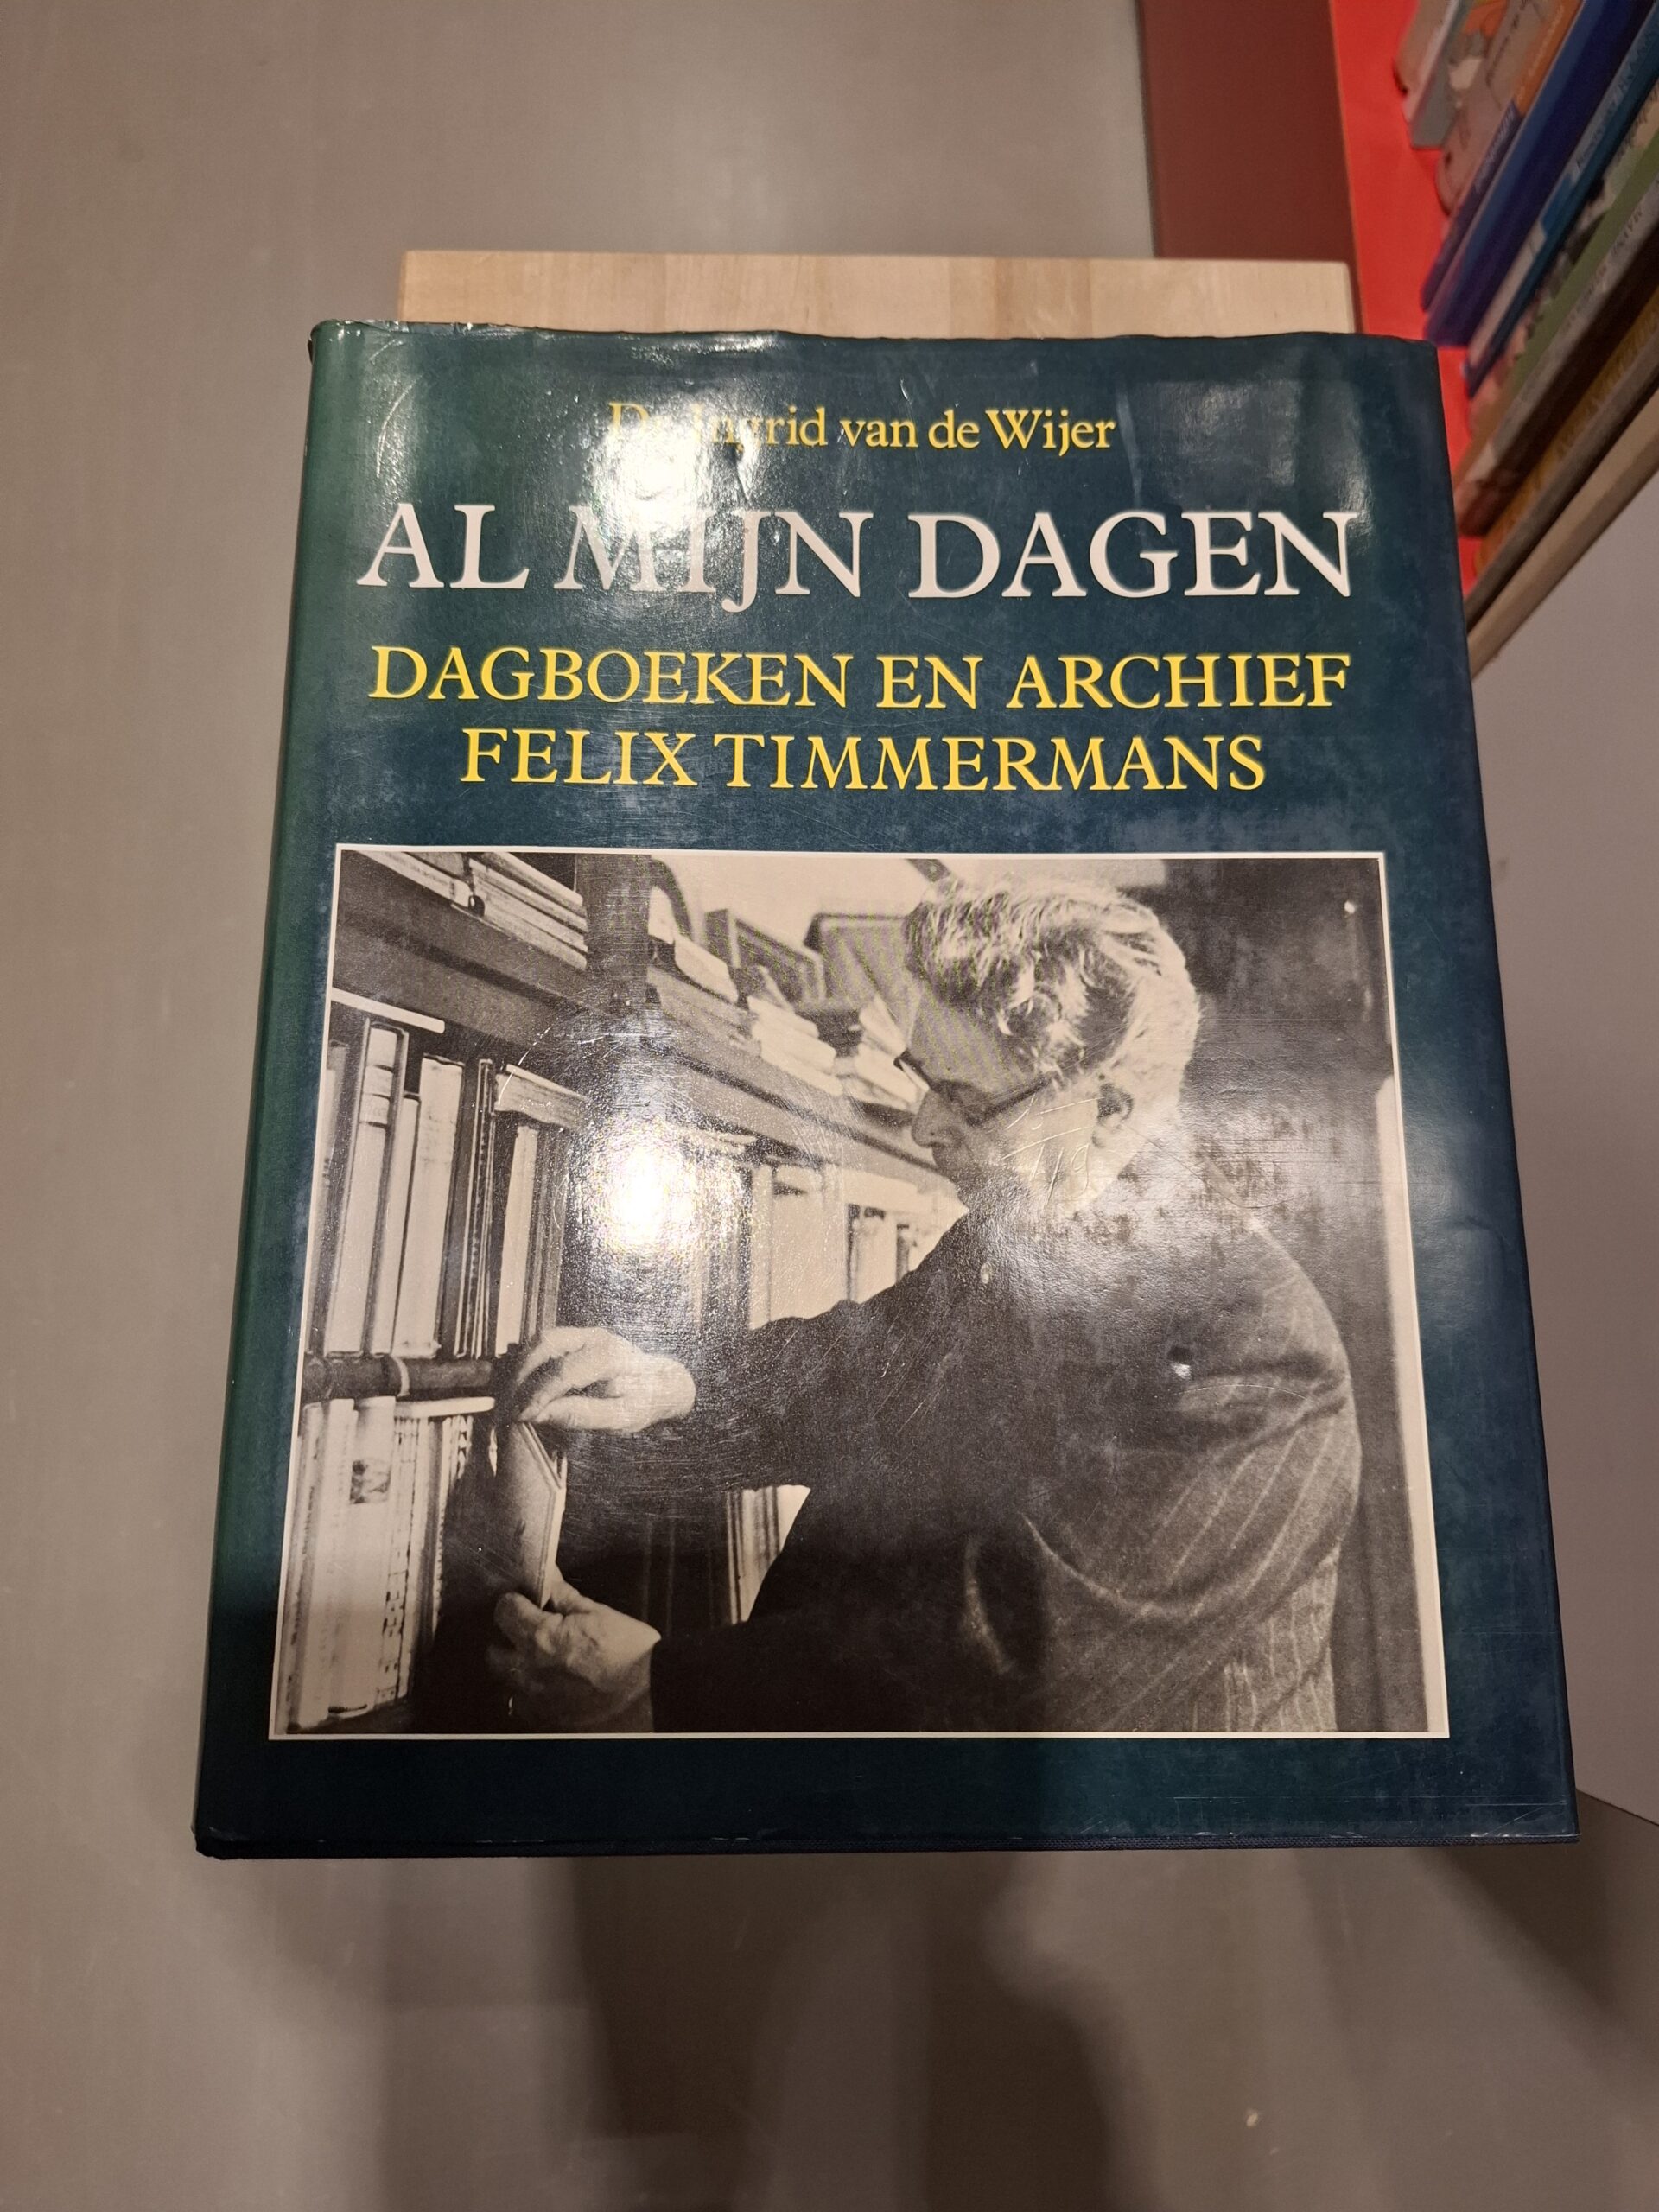 Dr. Ingrid van de Wijer
AL MIJN DAGEN
DAGBOEKEN EN ARCHIEF
FELIX TIMMERMANS